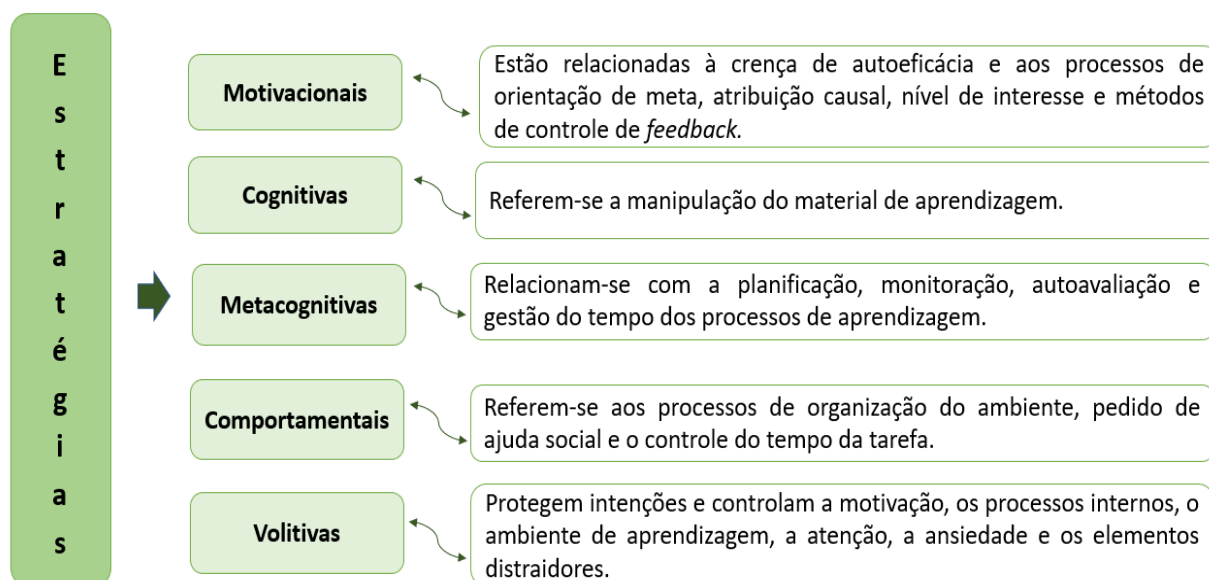 Estratégias
Motivacionais
Estão relacionadas à crença de autoeficácia e aos processos de
orientação de meta, atribuição causal, nível de interesse e métodos
de controle de feedback.
Cognitivas
Referem-se a manipulação do material de aprendizagem.
Metacognitivas
Relacionam-se com a planificação, monitoração, autoavaliação e
gestão do tempo dos processos de aprendizagem.
Comportamentais
Referem-se aos processos de organização do ambiente, pedido de
ajuda social e o controle do tempo da tarefa.
Volitivas
Protegem intenções e controlam a motivação, os processos internos, o
ambiente de aprendizagem, a atenção, a ansiedade e os elementos
distraidores.